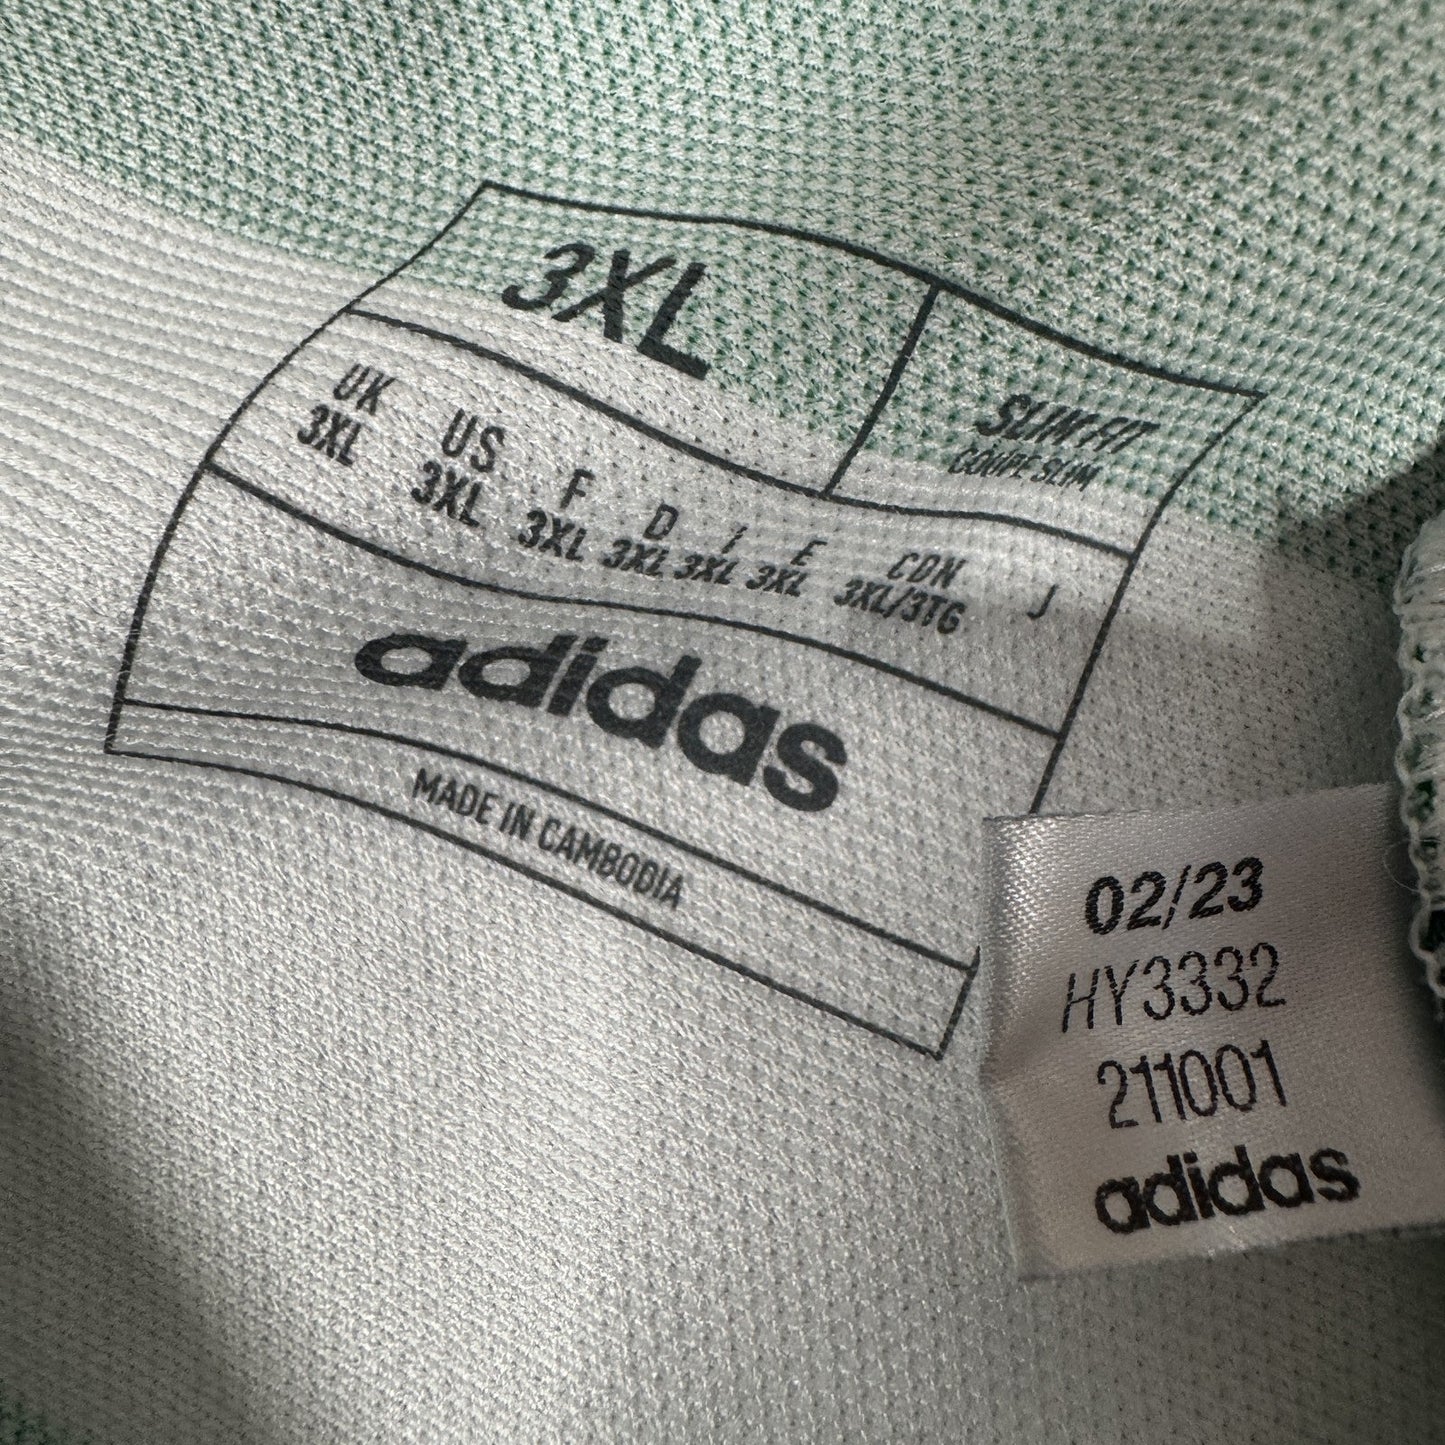 3XL
SLIM FIT
COUPE SLIM
UK US F D I E CDN J
3XL 3XL 3XL 3XL 3XL 3XL 3XL/3TG
adidas
MADE IN CAMBODIA
02/23
HY3332
211001
adidas